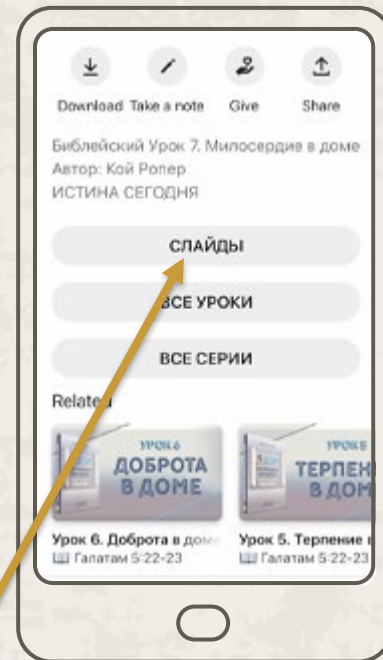 Download Take a note Give Share
Библейский Урок 7. Милосердие в доме
Автор: Кой Ропер
ИСТИНА СЕГОДНЯ
СЛАЙДЫ
ВСЕ УРОКИ
ВСЕ СЕРИИ
Related
УРОК 6
ДОБРОТА
В ДОМЕ
УРОК 5
ТЕРПЕН
В ДОМ
Урок 6. Доброта в дом
Галатам 5:22-23
Урок 5. Терпение в
Галатам 5:22-23